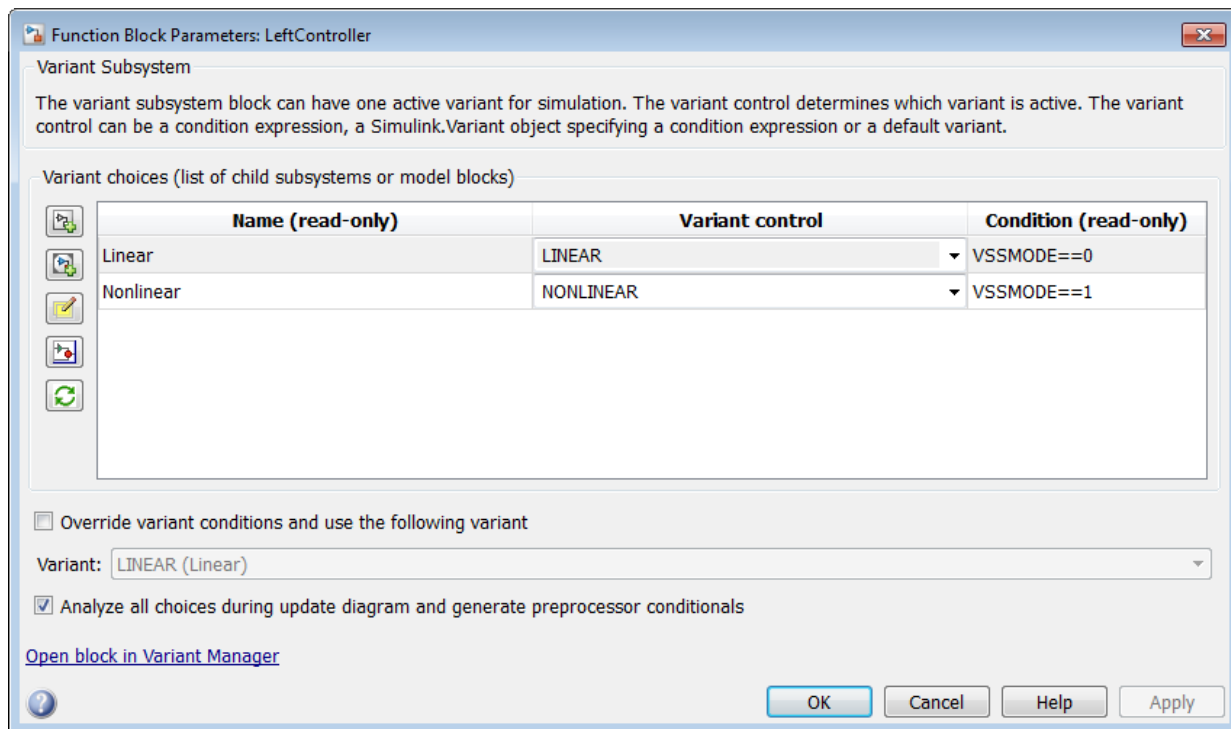 Function Block Parameters: LeftController
Variant Subsystem
The variant subsystem block can have one active variant for simulation. The variant control determines which variant is active. The variant
control can be a condition expression, a Simulink.Variant object specifying a condition expression or a default variant.
Variant choices (list of child subsystems or model blocks)
Name (read-only) Variant control Condition (read-only)
Linear LINEAR VSSMODE==0
Nonlinear NONLINEAR VSSMODE==1
Override variant conditions and use the following variant
Variant: LINEAR (Linear)
Analyze all choices during update diagram and generate preprocessor conditionals
Open block in Variant Manager
OK Cancel Help Apply